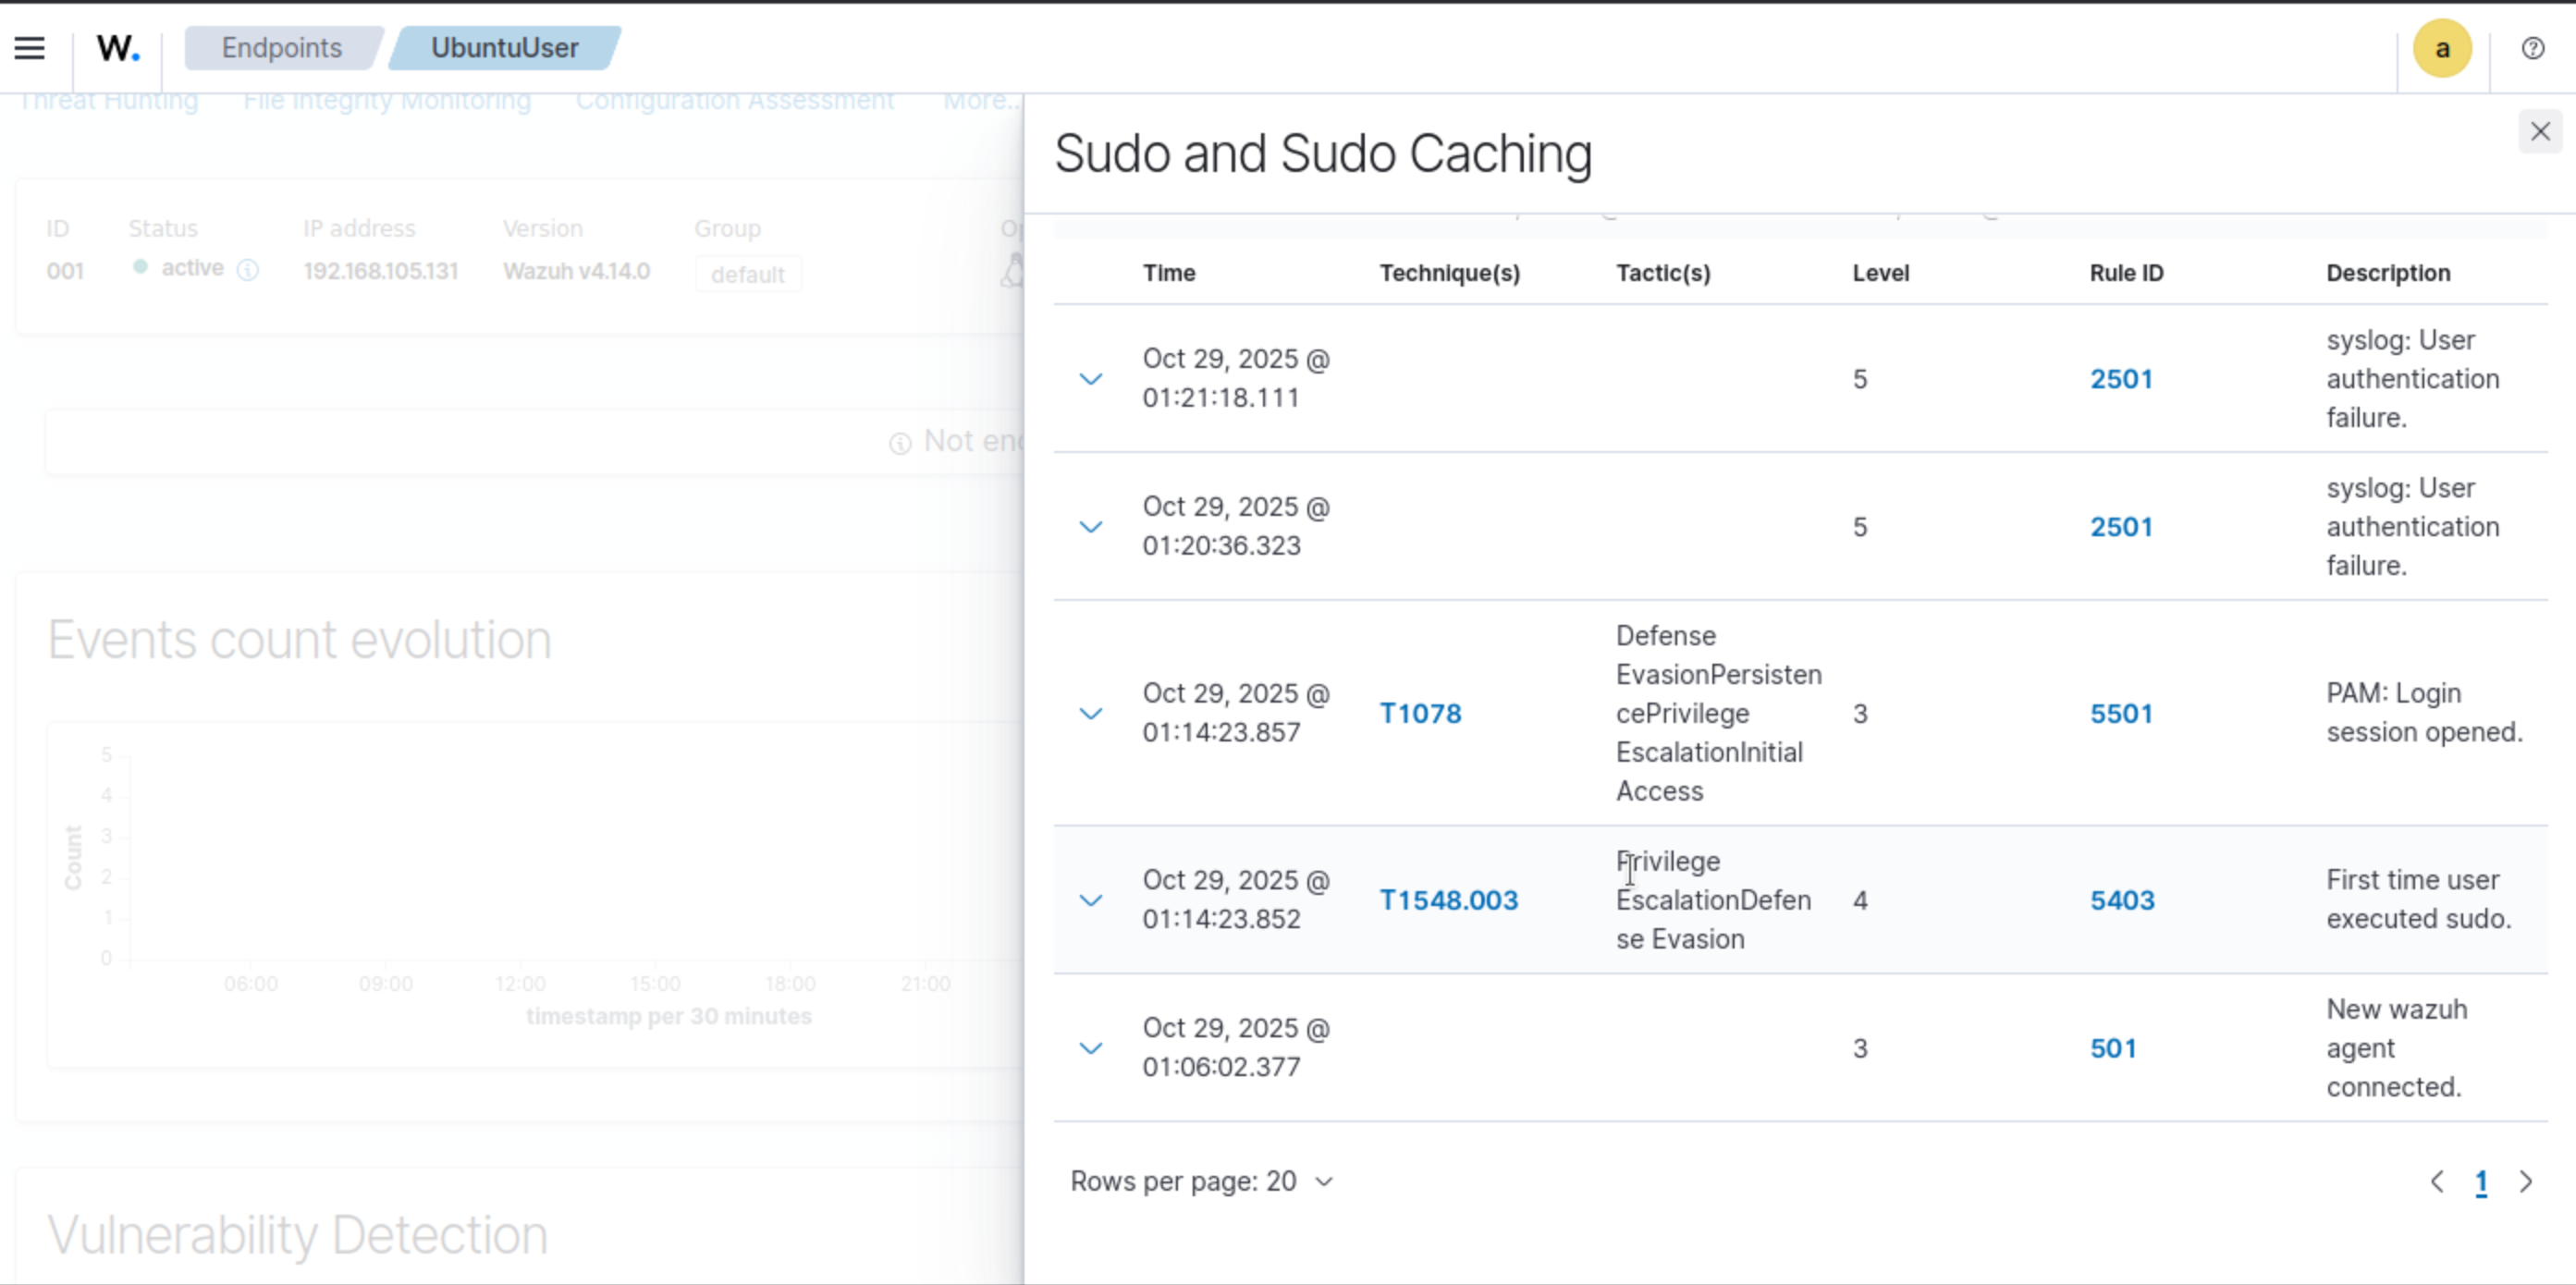 W. Endpoints UbuntuUser a
Threat Hunting File Integrity Monitoring Configuration Assessment More...
Sudo and Sudo Caching
ID Status IP address Version Group
001 active 192.168.105.131 Wazuh v4.14.0 default
Events count evolution
5
4
3
2
1
0
Count
06:00 09:00 12:00 15:00 18:00 21:00
timestamp per 30 minutes
Vulnerability Detection
Time Technique(s) Tactic(s) Level Rule ID Description
Oct 29, 2025 @
01:21:18.111
5
2501
syslog: User
authentication
failure.
Oct 29, 2025 @
01:20:36.323
5
2501
syslog: User
authentication
failure.
Oct 29, 2025 @
01:14:23.857
T1078
Defense
EvasionPersisten
cePrivilege
EscalationInitial
Access
3
5501
PAM: Login
session opened.
Oct 29, 2025 @
01:14:23.852
T1548.003
Privilege
EscalationDefen
se Evasion
4
5403
First time user
executed sudo.
Oct 29, 2025 @
01:06:02.377
3
501
New wazuh
agent
connected.
Rows per page: 20
1